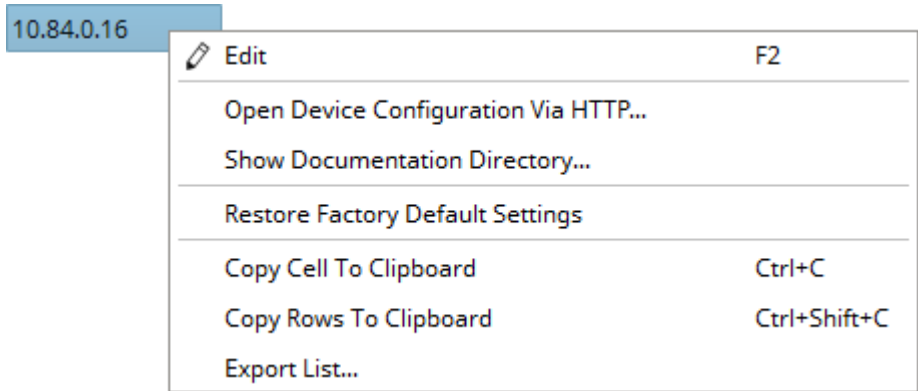 10.84.0.16
Edit F2
Open Device Configuration Via HTTP...
Show Documentation Directory...
Restore Factory Default Settings
Copy Cell To Clipboard Ctrl+C
Copy Rows To Clipboard Ctrl+Shift+C
Export List...